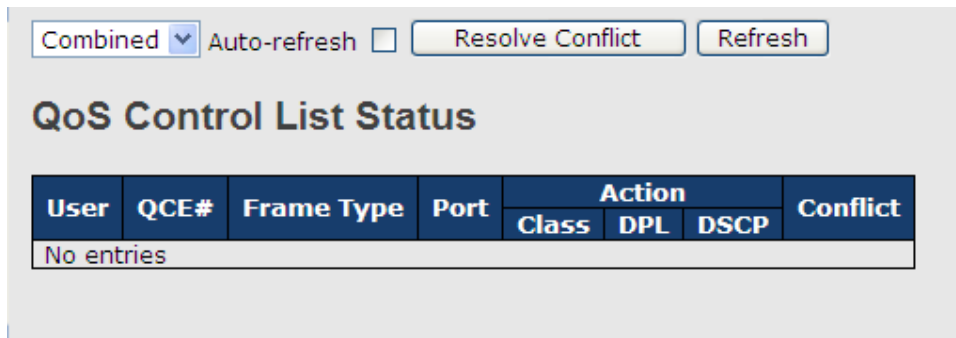 Combined Auto-refresh Resolve Conflict Refresh
QoS Control List Status
User QCE# Frame Type Port Action Conflict
Class DPL DSCP
No entries